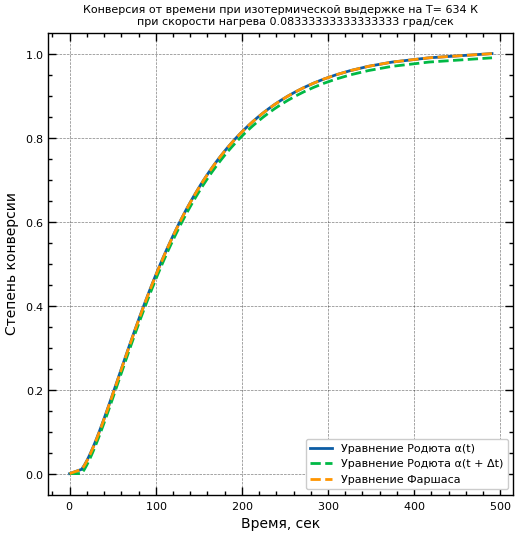 Конверсия от времени при изотермической выдержке на T= 634 K
при скорости нагрева 0.08333333333333333 град/сек
Степень конверсии
1.0
0.8
0.6
0.4
0.2
0.0
0 100 200 300 400 500
Время, сек
Уравнение Родюта α(t)
Уравнение Родюта α(t + Δt)
Уравнение Фаршаса